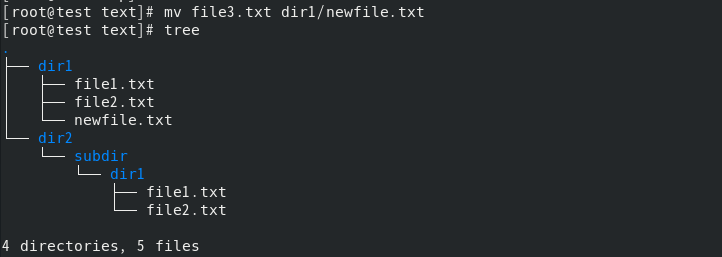 [root@test text]# mv file3.txt dir1/newfile.txt
[root@test text]# tree
.
├── dir1
│   ├── file1.txt
│   ├── file2.txt
│   └── newfile.txt
└── dir2
    └── subdir
        └── dir1
            ├── file1.txt
            └── file2.txt
4 directories, 5 files